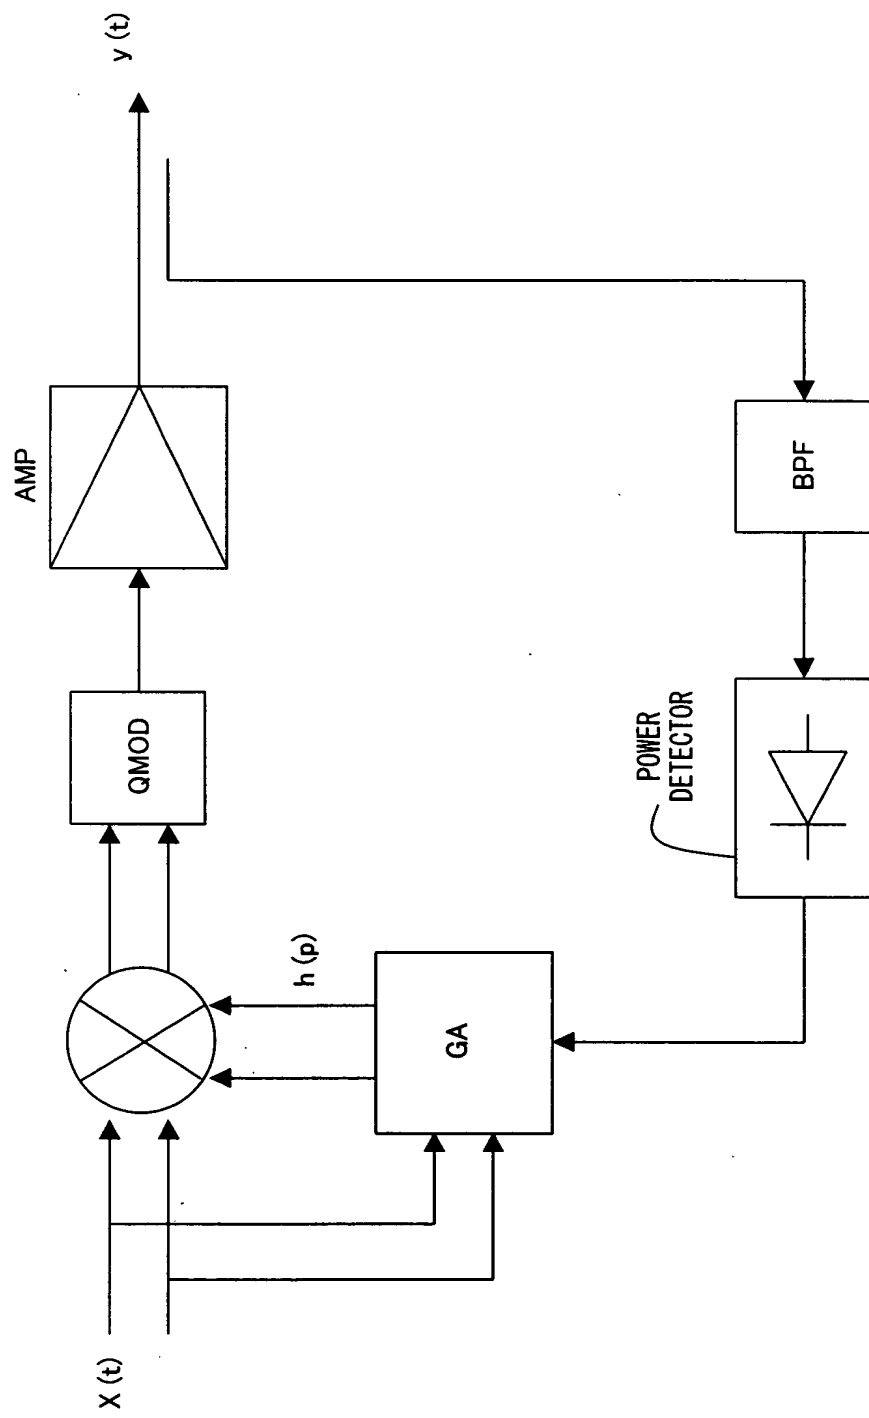 X (t)
QMOD
AMP
y (t)
h (p)
GA
POWER
DETECTOR
BPF